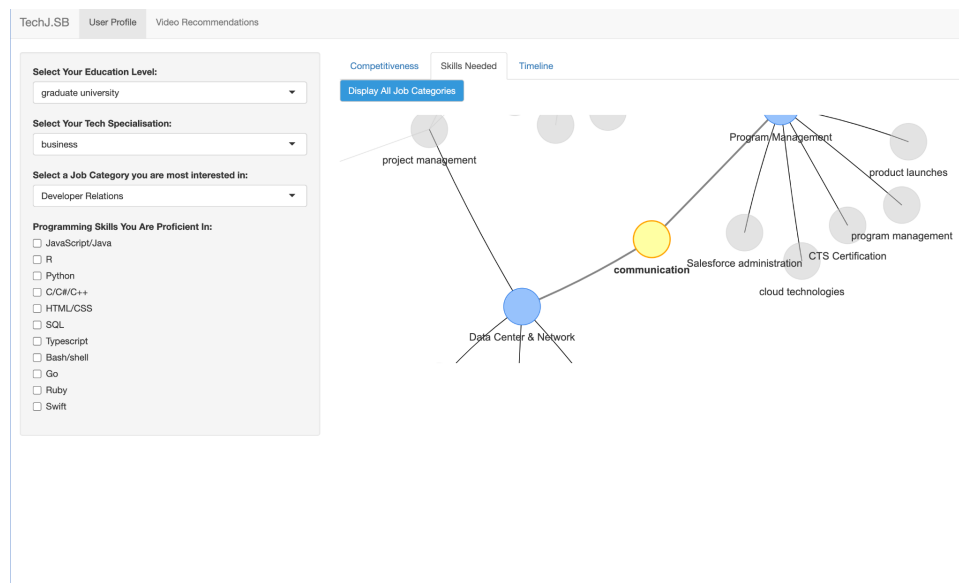 TechJ.SB User Profile Video Recommendations
Select Your Education Level:
graduate university
Select Your Tech Specialisation:
business
Select a Job Category you are most interested in:
Developer Relations
Programming Skills You Are Proficient In:
JavaScript/Java
R
Python
C/C#/C++
HTML/CSS
SQL
Typescript
Bash/shell
Go
Ruby
Swift
Competitiveness Skills Needed Timeline
Display All Job Categories
Program Management
project management
product launches
program management
CTS Certification
Salesforce administration
communication
cloud technologies
Data Center & Network